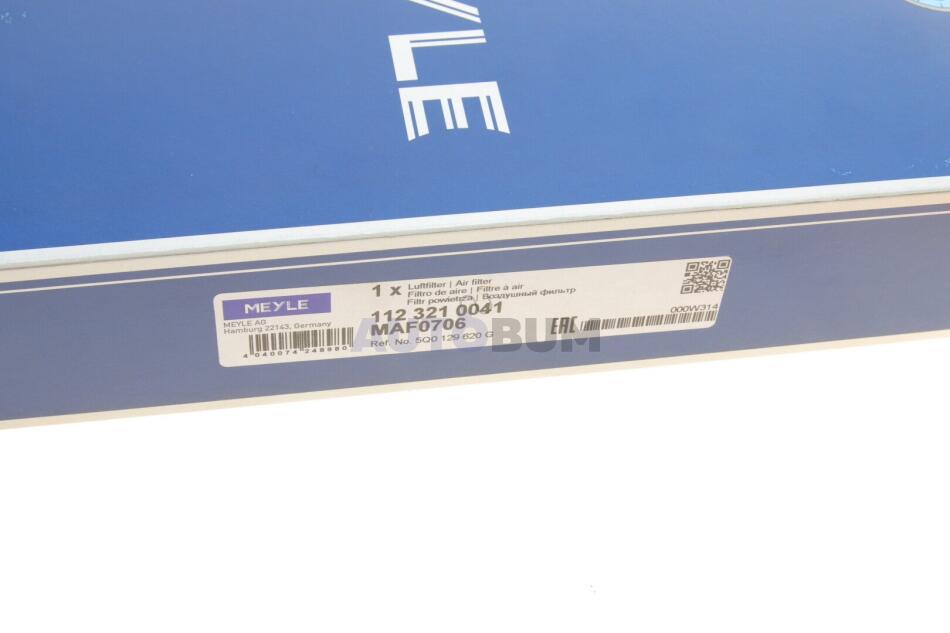 YLE
MEYLE
MEYLE AG
Hamburg 22143, Germany
4 040074 248980
1 x Luftfilter | Air filter
Filtro de aire | Filtre à air
Filtr powietrza | Воздушный фильтр
112 321 0041
MAF0706
Ref. No. 5Q0 129 620 G
EAC
000W314
AUTOBUM